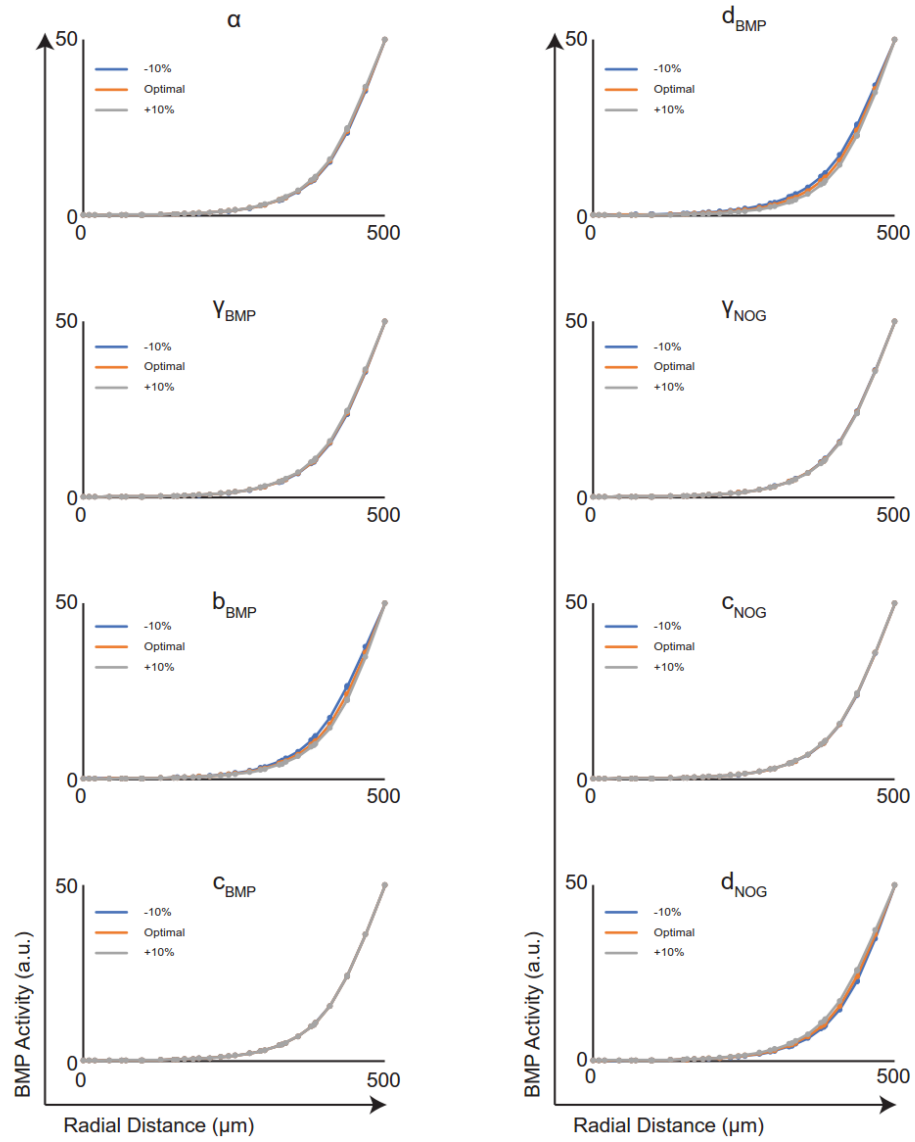 α
50
-10%
Optimal
+10%
0
0
500
d_BMP
50
-10%
Optimal
+10%
0
0
500
γ_BMP
50
-10%
Optimal
+10%
0
0
500
γ_NOG
50
-10%
Optimal
+10%
0
0
500
b_BMP
50
-10%
Optimal
+10%
0
0
500
c_NOG
50
-10%
Optimal
+10%
0
0
500
c_BMP
50
-10%
Optimal
+10%
0
0
500
d_NOG
50
-10%
Optimal
+10%
0
0
500
BMP Activity (a.u.)
Radial Distance (µm)
BMP Activity (a.u.)
Radial Distance (µm)